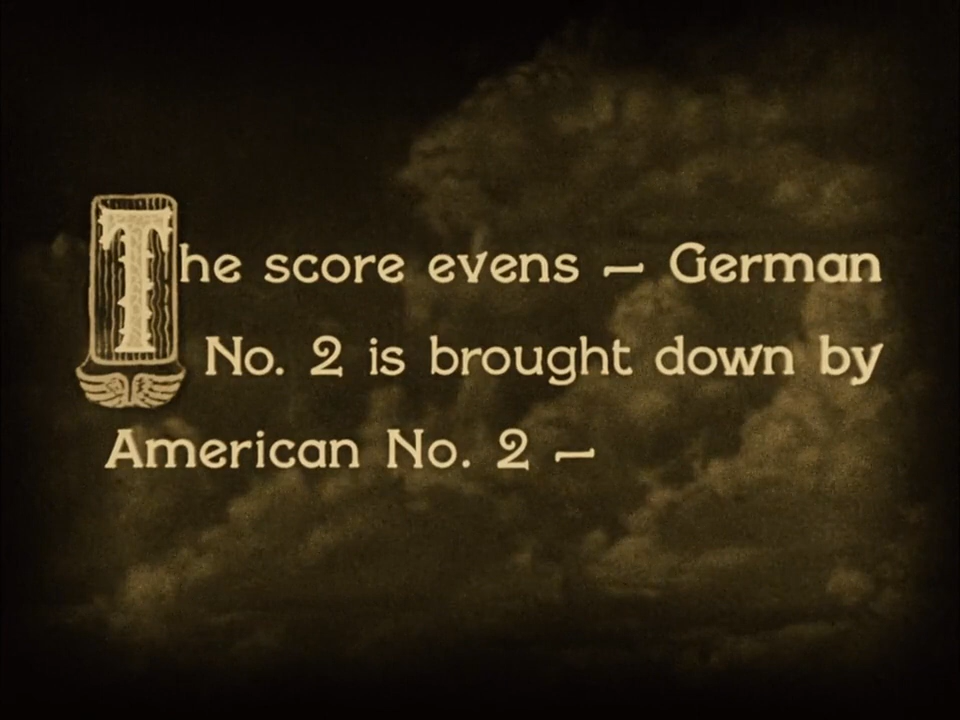 The score evens — German
No. 2 is brought down by
American No. 2 —